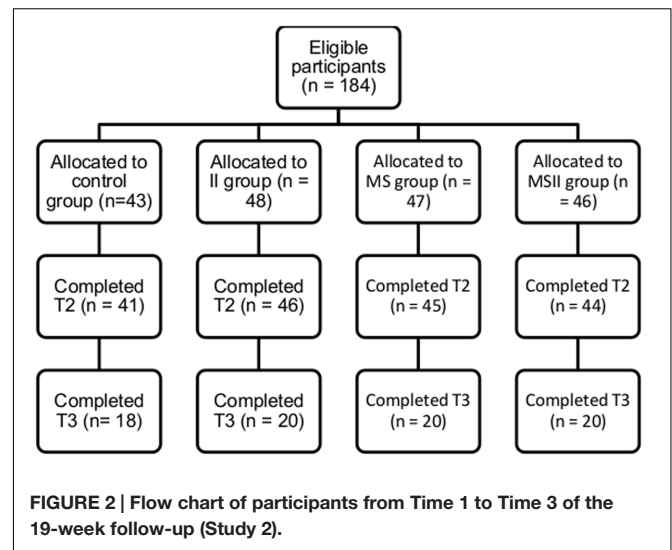 Eligible
participants
(n = 184)
Allocated to
control
group (n=43)
Allocated to
II group (n =
48)
Allocated to
MS group (n =
47)
Allocated to
MSII group (n
= 46)
Completed
T2 (n = 41)
Completed
T2 (n = 46)
Completed T2
(n = 45)
Completed T2
(n = 44)
Completed
T3 (n= 18)
Completed
T3 (n = 20)
Completed T3
(n = 20)
Completed T3
(n = 20)
FIGURE 2 | Flow chart of participants from Time 1 to Time 3 of the
19-week follow-up (Study 2).